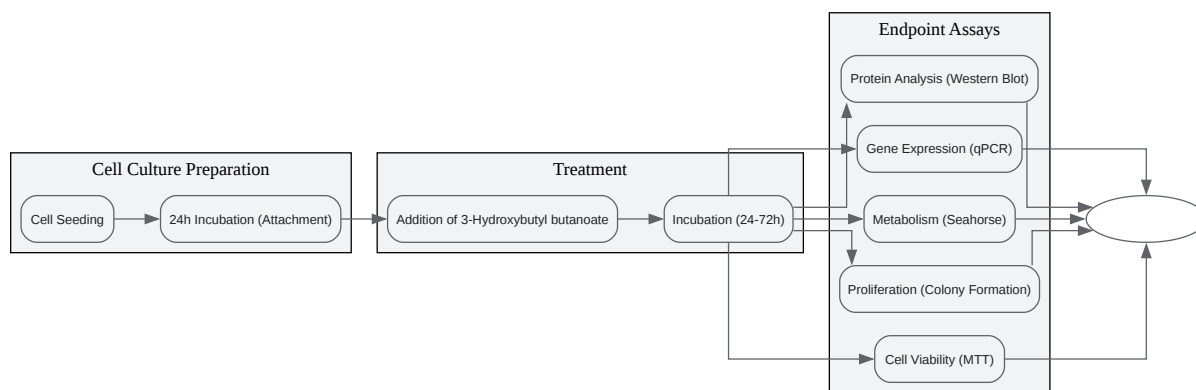 Cell Culture Preparation
Cell Seeding
24h Incubation (Attachment)
Treatment
Addition of 3-Hydroxybutyl butanoate
Incubation (24-72h)
Endpoint Assays
Protein Analysis (Western Blot)
Gene Expression (qPCR)
Metabolism (Seahorse)
Proliferation (Colony Formation)
Cell Viability (MTT)